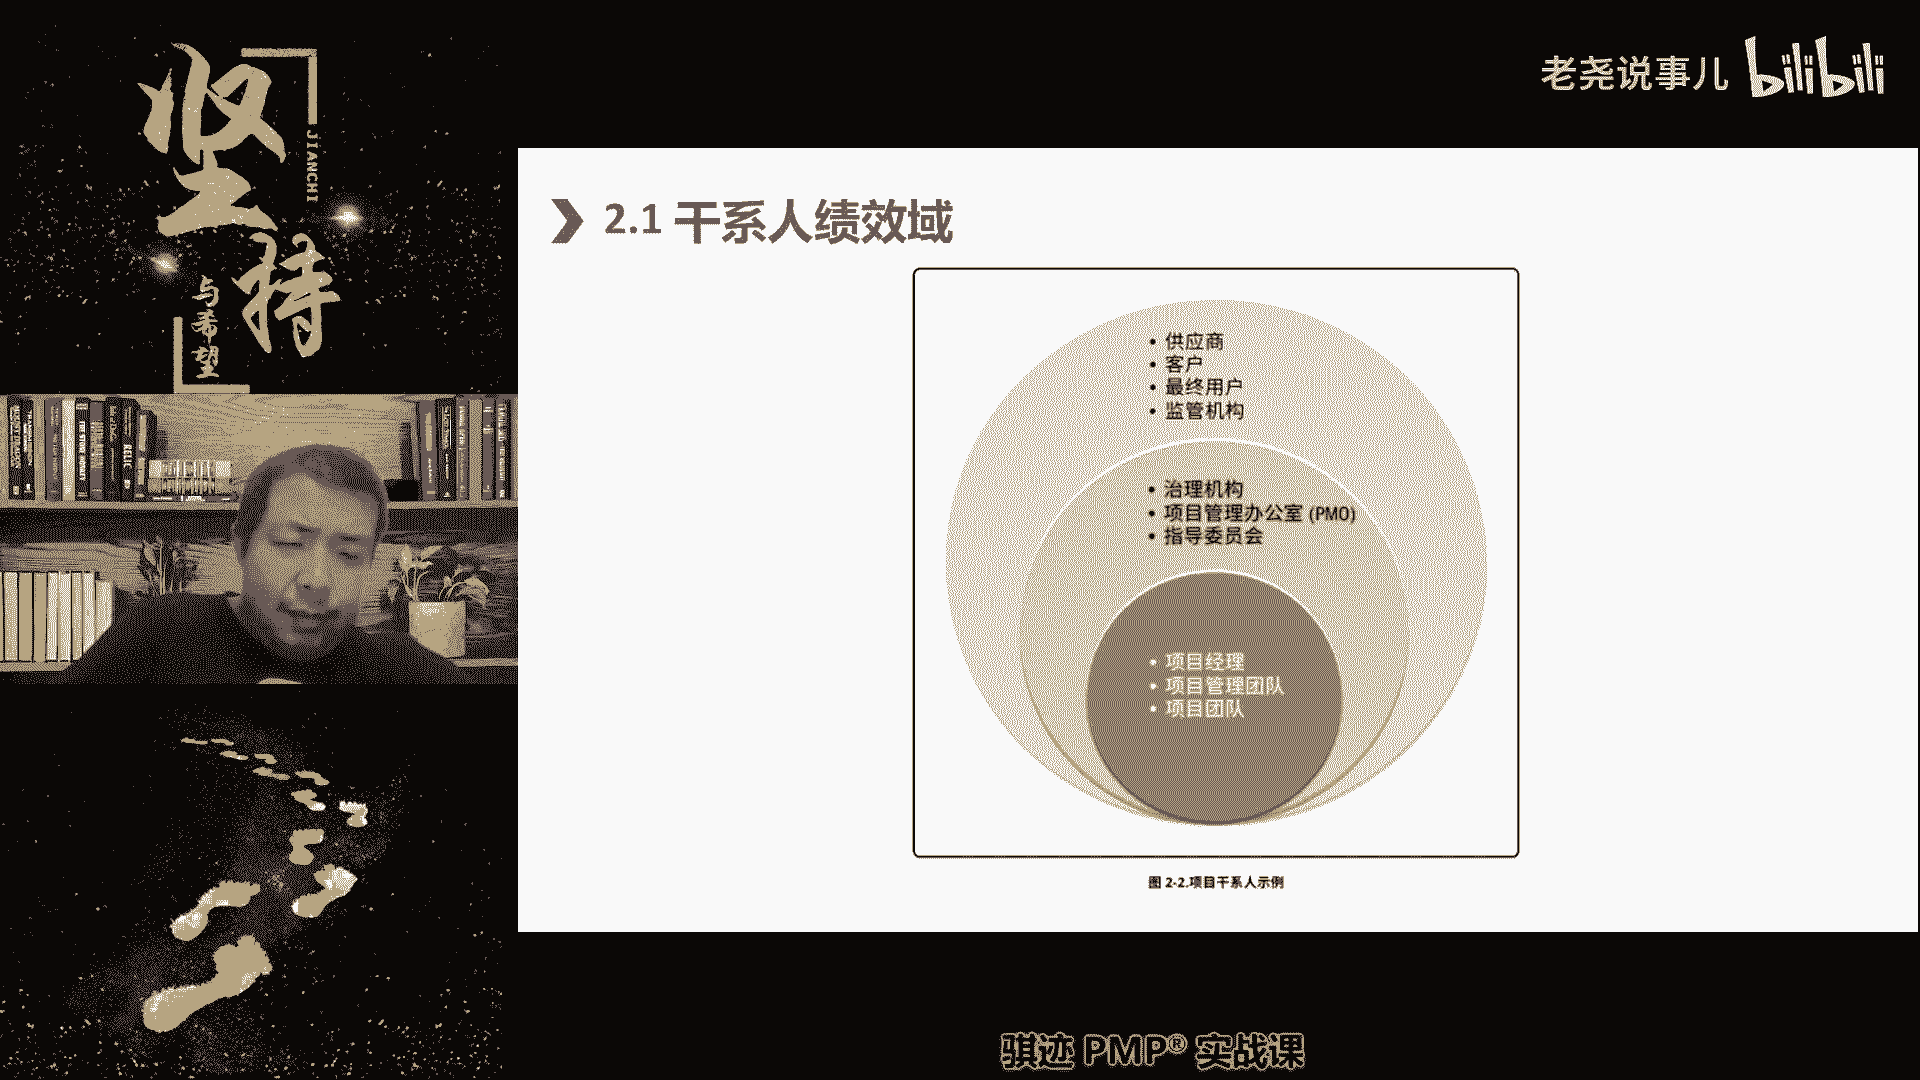 坚持
JIANCHI
与希望
老尧说事儿 bilibili
2.1 干系人绩效域
• 供应商
• 客户
• 最终用户
• 监管机构
• 治理机构
• 项目管理办公室 (PMO)
• 指导委员会
• 项目经理
• 项目管理团队
• 项目团队
图 2-2.项目干系人示例
骐迹 PMP® 实战课